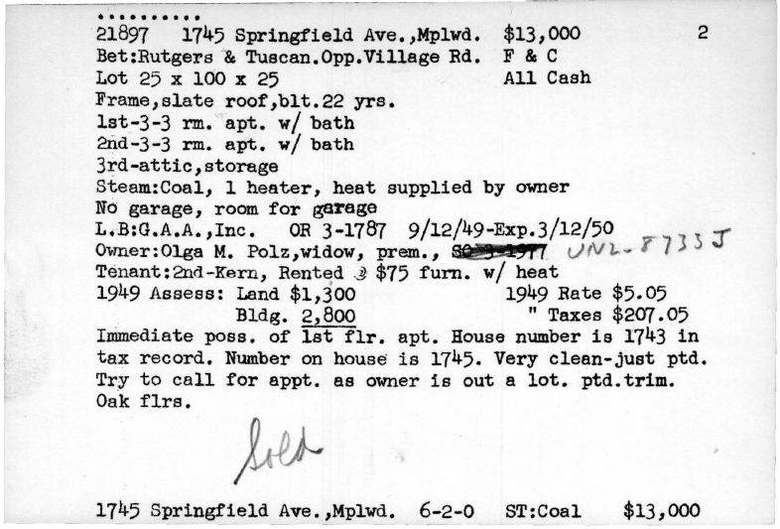 21897 1745 Springfield Ave.,Mplwd. $13,000 2
Bet:Rutgers & Tuscan.Opp.Village Rd. F & C
Lot 25 x 100 x 25 All Cash
Frame,slate roof,blt.22 yrs.
1st-3-3 rm. apt. w/ bath
2nd-3-3 rm. apt. w/ bath
3rd-attic,storage
Steam:Coal, 1 heater, heat supplied by owner
No garage, room for garage
L.B:G.A.A.,Inc. OR 3-1787 9/12/49-Exp.3/12/50
Owner:Olga M. Polz,widow, prem., UNL-8733J
Tenant:2nd-Kern, Rented @ $75 furn. w/ heat
1949 Assess: Land $1,300 1949 Rate $5.05
Bldg. 2,800 " Taxes $207.05
Immediate poss. of 1st flr. apt. House number is 1743 in
tax record. Number on house is 1745. Very clean-just ptd.
Try to call for appt. as owner is out a lot. ptd.trim.
Oak flrs.
Sold
1745 Springfield Ave.,Mplwd. 6-2-0 ST:Coal $13,000